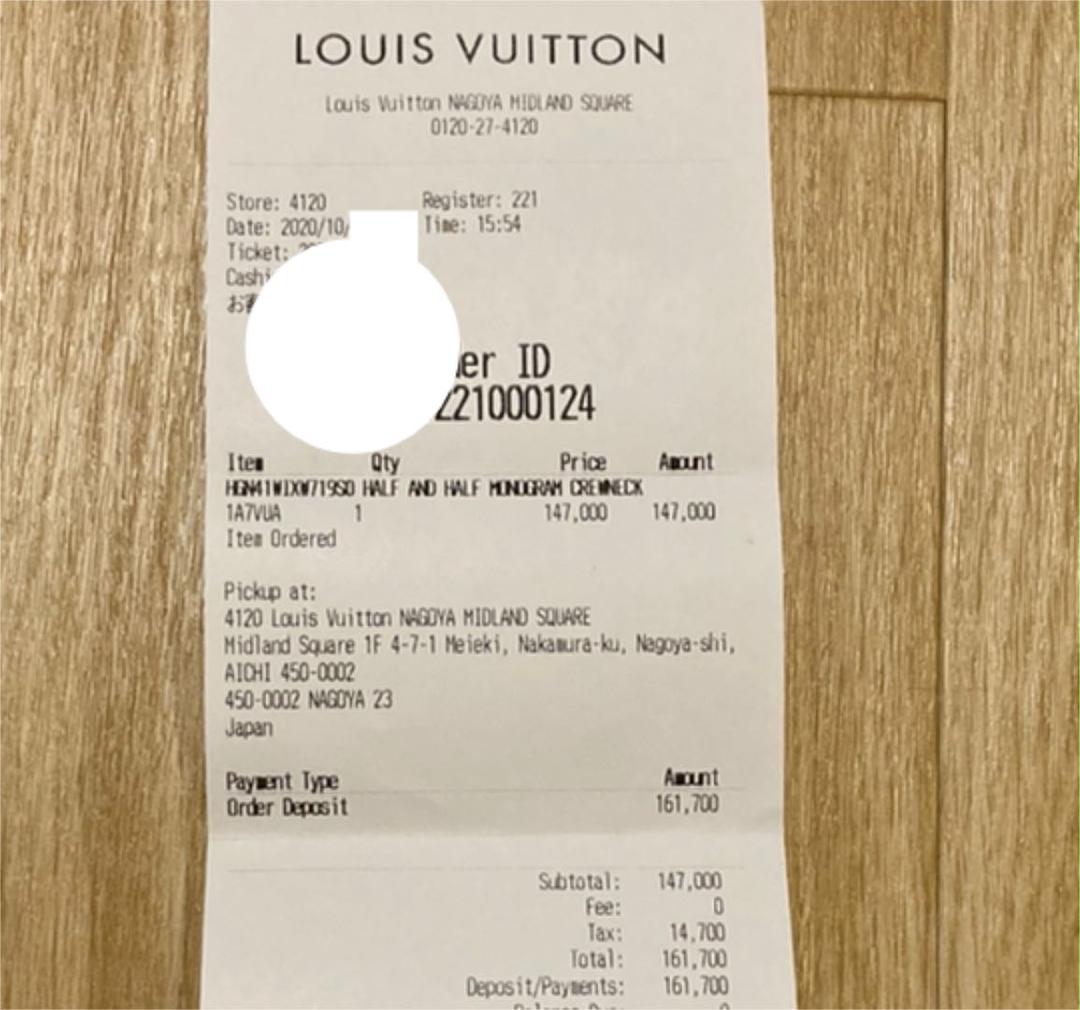 LOUIS VUITTON
Louis Vuitton NAGOYA MIDLAND SQUARE
0120-27-4120
Store: 4120 Register: 221
Date: 2020/10/ Time: 15:54
Ticket:
Cashi
お客
er ID
221000124
Item Qty Price Amount
HGN41WIXW719S0 HALF AND HALF MONOGRAM CREWNECK
1A7VUA 1 147,000 147,000
Item Ordered
Pickup at:
4120 Louis Vuitton NAGOYA MIDLAND SQUARE
Midland Square 1F 4-7-1 Meieki, Nakamura-ku, Nagoya-shi,
AICHI 450-0002
450-0002 NAGOYA 23
Japan
Payment Type Amount
Order Deposit 161,700
Subtotal: 147,000
Fee: 0
Tax: 14,700
Total: 161,700
Deposit/Payments: 161,700